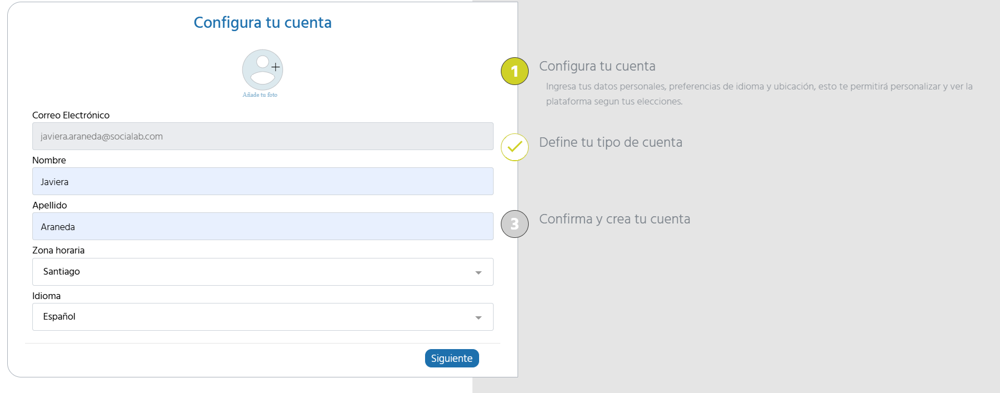 Configura tu cuenta
Añade tu foto
Correo Electrónico
javiera.araneda@socialab.com
Nombre
Javiera
Apellido
Araneda
Zona horaria
Santiago
Idioma
Español
Siguiente
1
Configura tu cuenta
Ingresa tus datos personales, preferencias de idioma y ubicación, esto te permitirá personalizar y ver la
plataforma segun tus elecciones.
Define tu tipo de cuenta
3
Confirma y crea tu cuenta